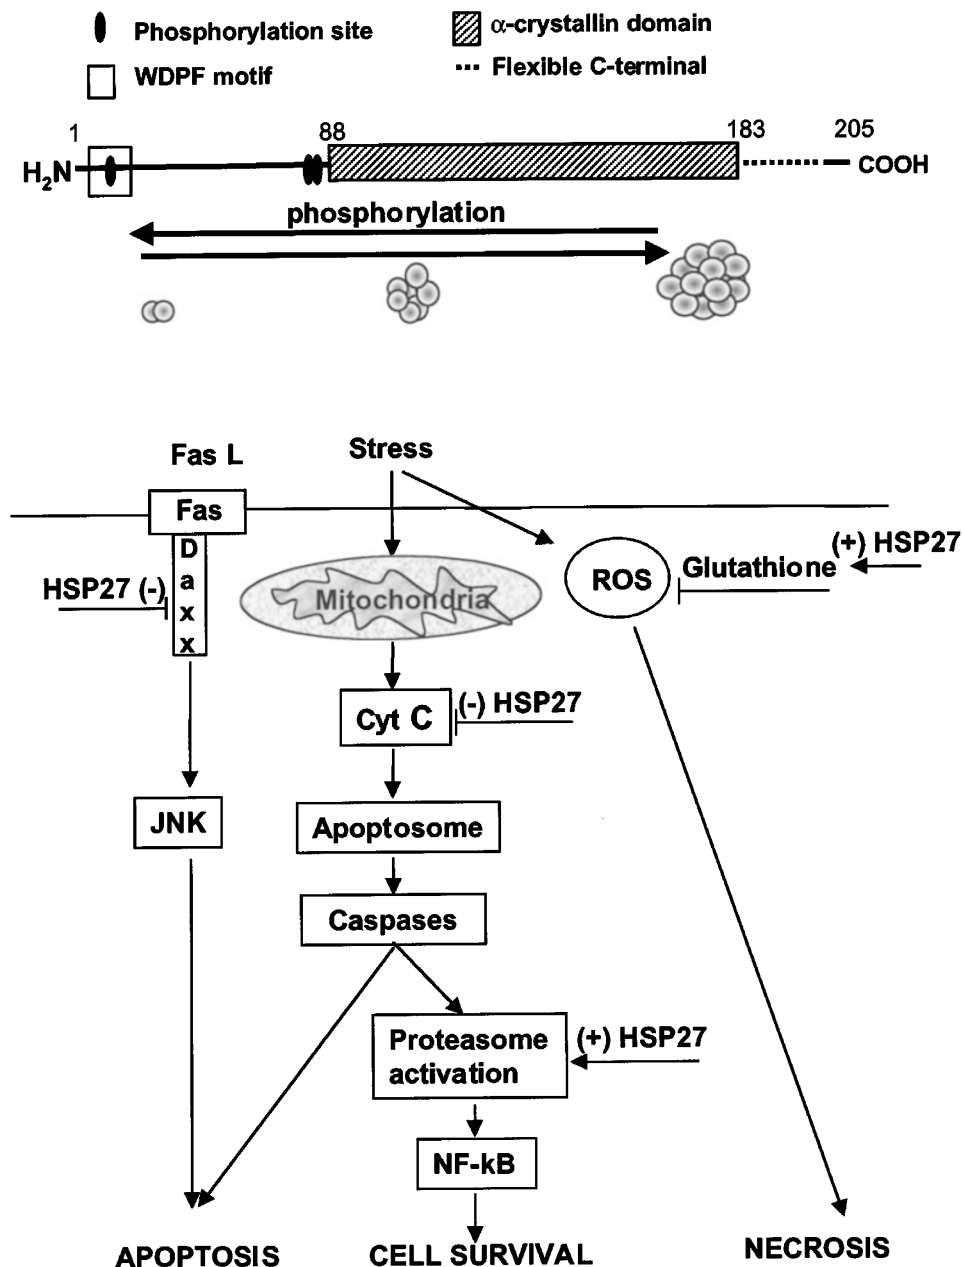 Phosphorylation site
α-crystallin domain
WDPF motif
Flexible C-terminal
1
88
183
205
H2N
COOH
phosphorylation
Fas L
Stress
Fas
D
a
x
x
HSP27 (-)
Mitochondria
ROS
Glutathione
(+) HSP27
Cyt C
(-) HSP27
JNK
Apoptosome
Caspases
Proteasome
activation
(+) HSP27
NF-kB
APOPTOSIS
CELL SURVIVAL
NECROSIS